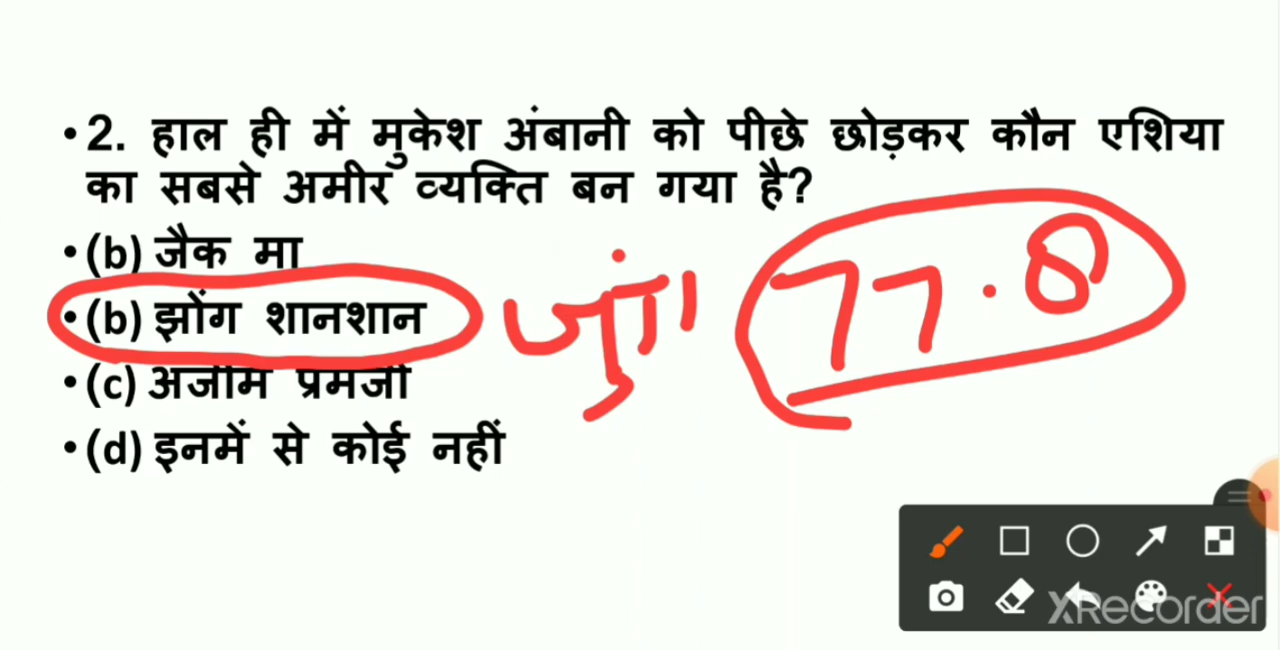 •2. हाल ही में मुकेश अंबानी को पीछे छोड़कर कौन एशिया
का सबसे अमीर व्यक्ति बन गया है?
•(b) जैक मा
•(b) झोंग शानशान
77.8
•(c) अजीम प्रेमजी
•(d) इनमें से कोई नहीं
XRecorder